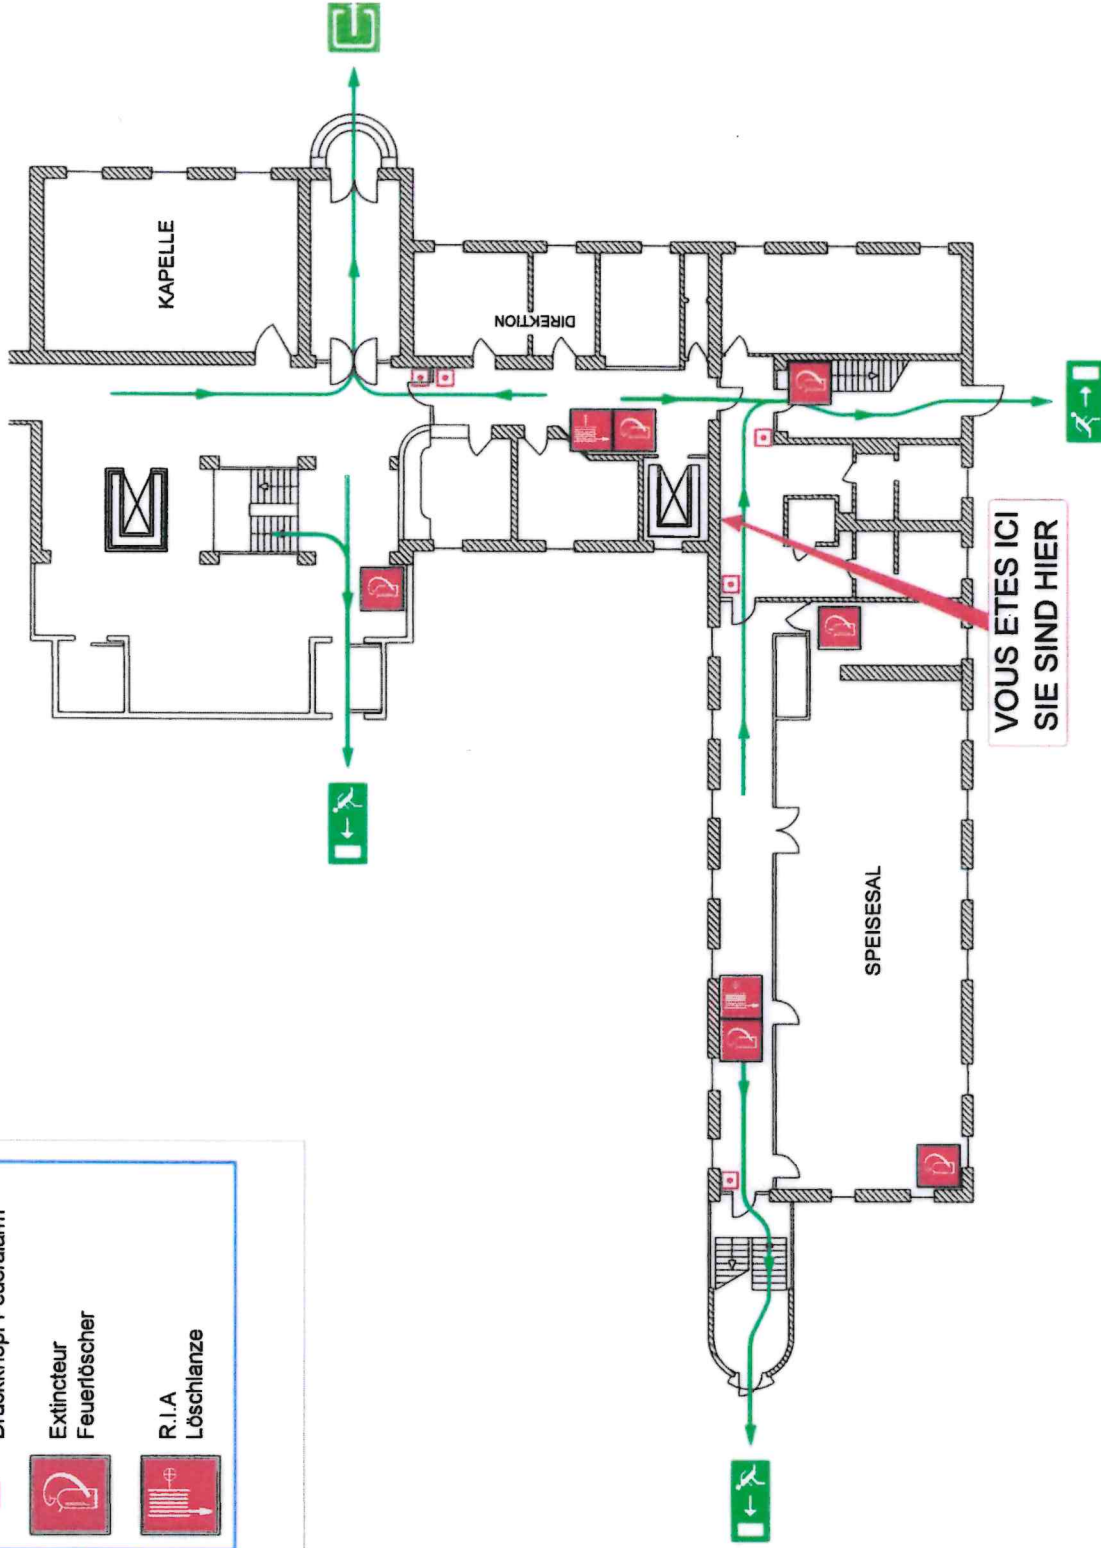 KAPELLE
DIREKTION
VOUS ETES ICI
SIE SIND HIER
SPEISESAL
Extincteur
Feuerlöscher
R.I.A
Löschlanze